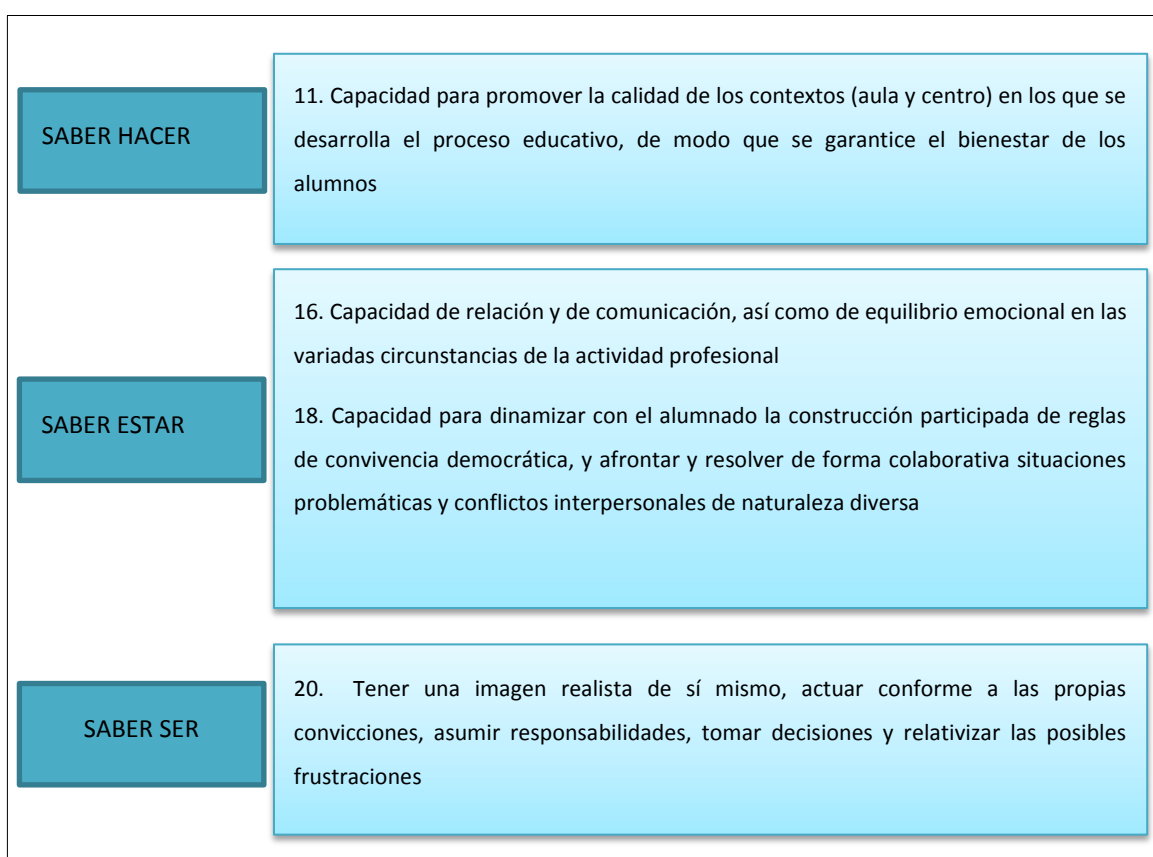 SABER HACER
11. Capacidad para promover la calidad de los contextos (aula y centro) en los que se
desarrolla el proceso educativo, de modo que se garantice el bienestar de los
alumnos
SABER ESTAR
16. Capacidad de relación y de comunicación, así como de equilibrio emocional en las
variadas circunstancias de la actividad profesional
18. Capacidad para dinamizar con el alumnado la construcción participada de reglas
de convivencia democrática, y afrontar y resolver de forma colaborativa situaciones
problemáticas y conflictos interpersonales de naturaleza diversa
SABER SER
20. Tener una imagen realista de sí mismo, actuar conforme a las propias
convicciones, asumir responsabilidades, tomar decisiones y relativizar las posibles
frustraciones